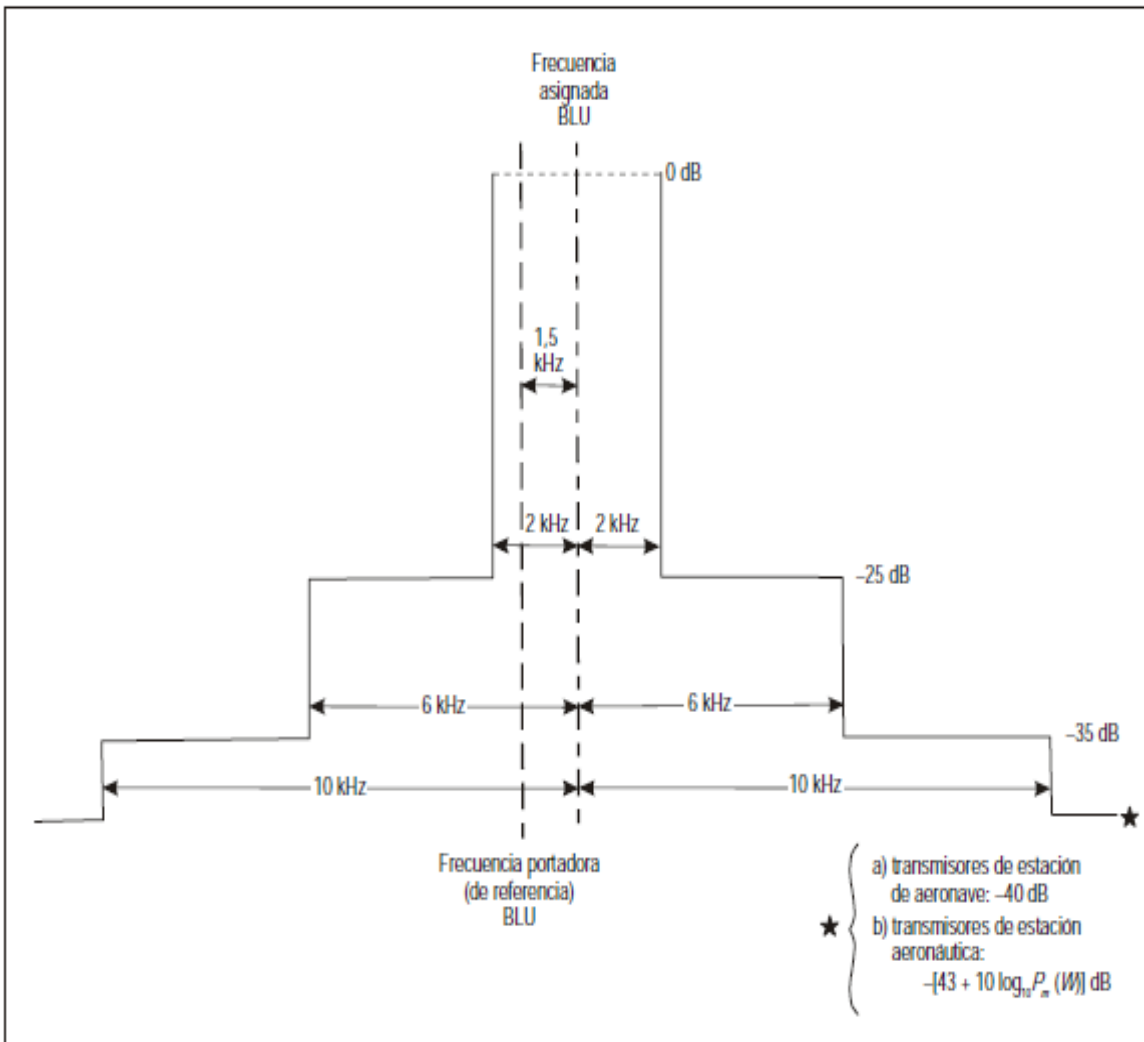 Frecuencia
asignada
BLU
0 dB
1,5
kHz
2 kHz
2 kHz
–25 dB
6 kHz
6 kHz
–35 dB
10 kHz
10 kHz
Frecuencia portadora
(de referencia)
BLU
★
★
a) transmisores de estación
de aeronave: –40 dB
b) transmisores de estación
aeronáutica:
–[43 + 10 log₁₀Pₘ (W)] dB